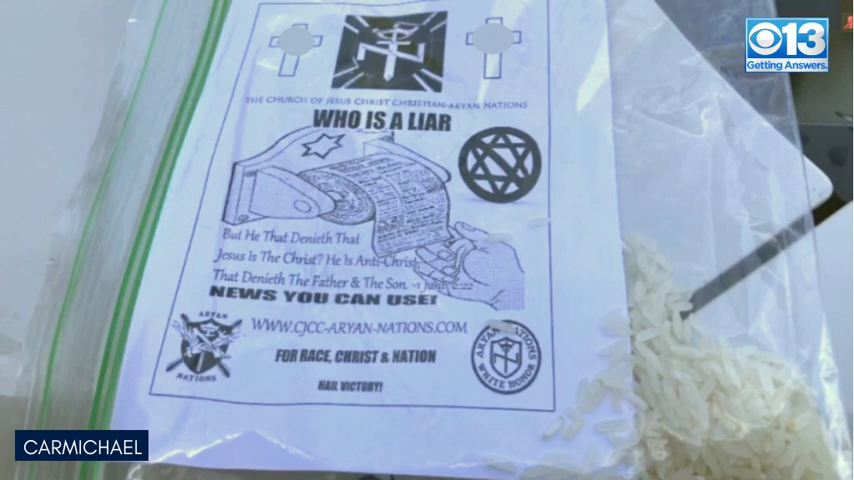 CBS 13
Getting Answers.
THE CHURCH OF JESUS CHRIST CHRISTIAN-ARYAN NATIONS
WHO IS A LIAR
But He That Denieth That
Jesus Is The Christ? He Is Anti-Christ
That Denieth The Father & The Son. -1 John 2:22
NEWS YOU CAN USE!
ARYAN
NATIONS
WWW.CJCC-ARYAN-NATIONS.COM
FOR RACE, CHRIST & NATION
HAIL VICTORY!
ARYAN NATIONS
WHITE HONOR
CARMICHAEL